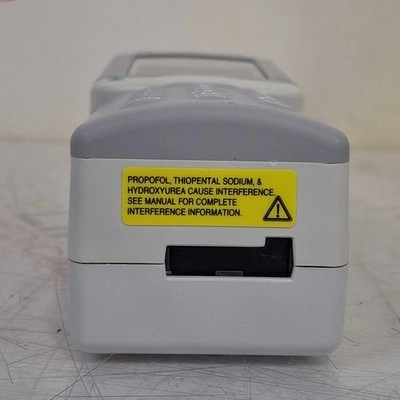 PROPOFOL, THIOPENTAL SODIUM, &
HYDROXYUREA CAUSE INTERFERENCE.
SEE MANUAL FOR COMPLETE
INTERFERENCE INFORMATION.